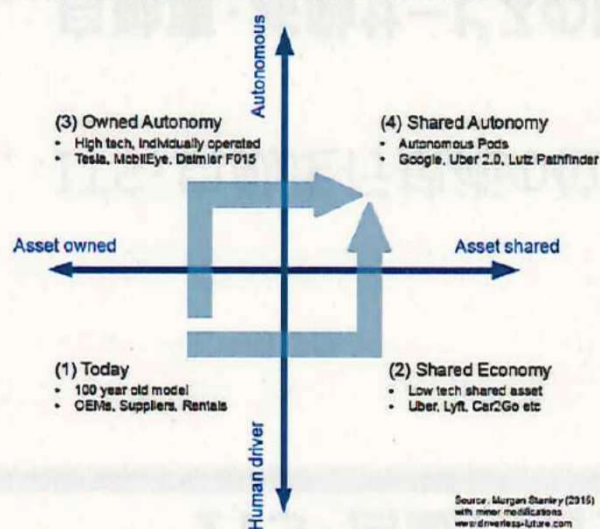 Autonomous
(3) Owned Autonomy
• High tech, individually operated
• Tesla, MobilEye, Daimler F015
(4) Shared Autonomy
• Autonomous Pods
• Google, Uber 2.0, Lutz Pathfinder
Asset owned
Asset shared
(1) Today
• 100 year old model
• OEMs, Suppliers, Rentals
(2) Shared Economy
• Low tech shared asset
• Uber, Lyft, Car2Go etc
Human driver
Source: Morgan Stanley (2015)
with minor modifications
www.driverless-future.com